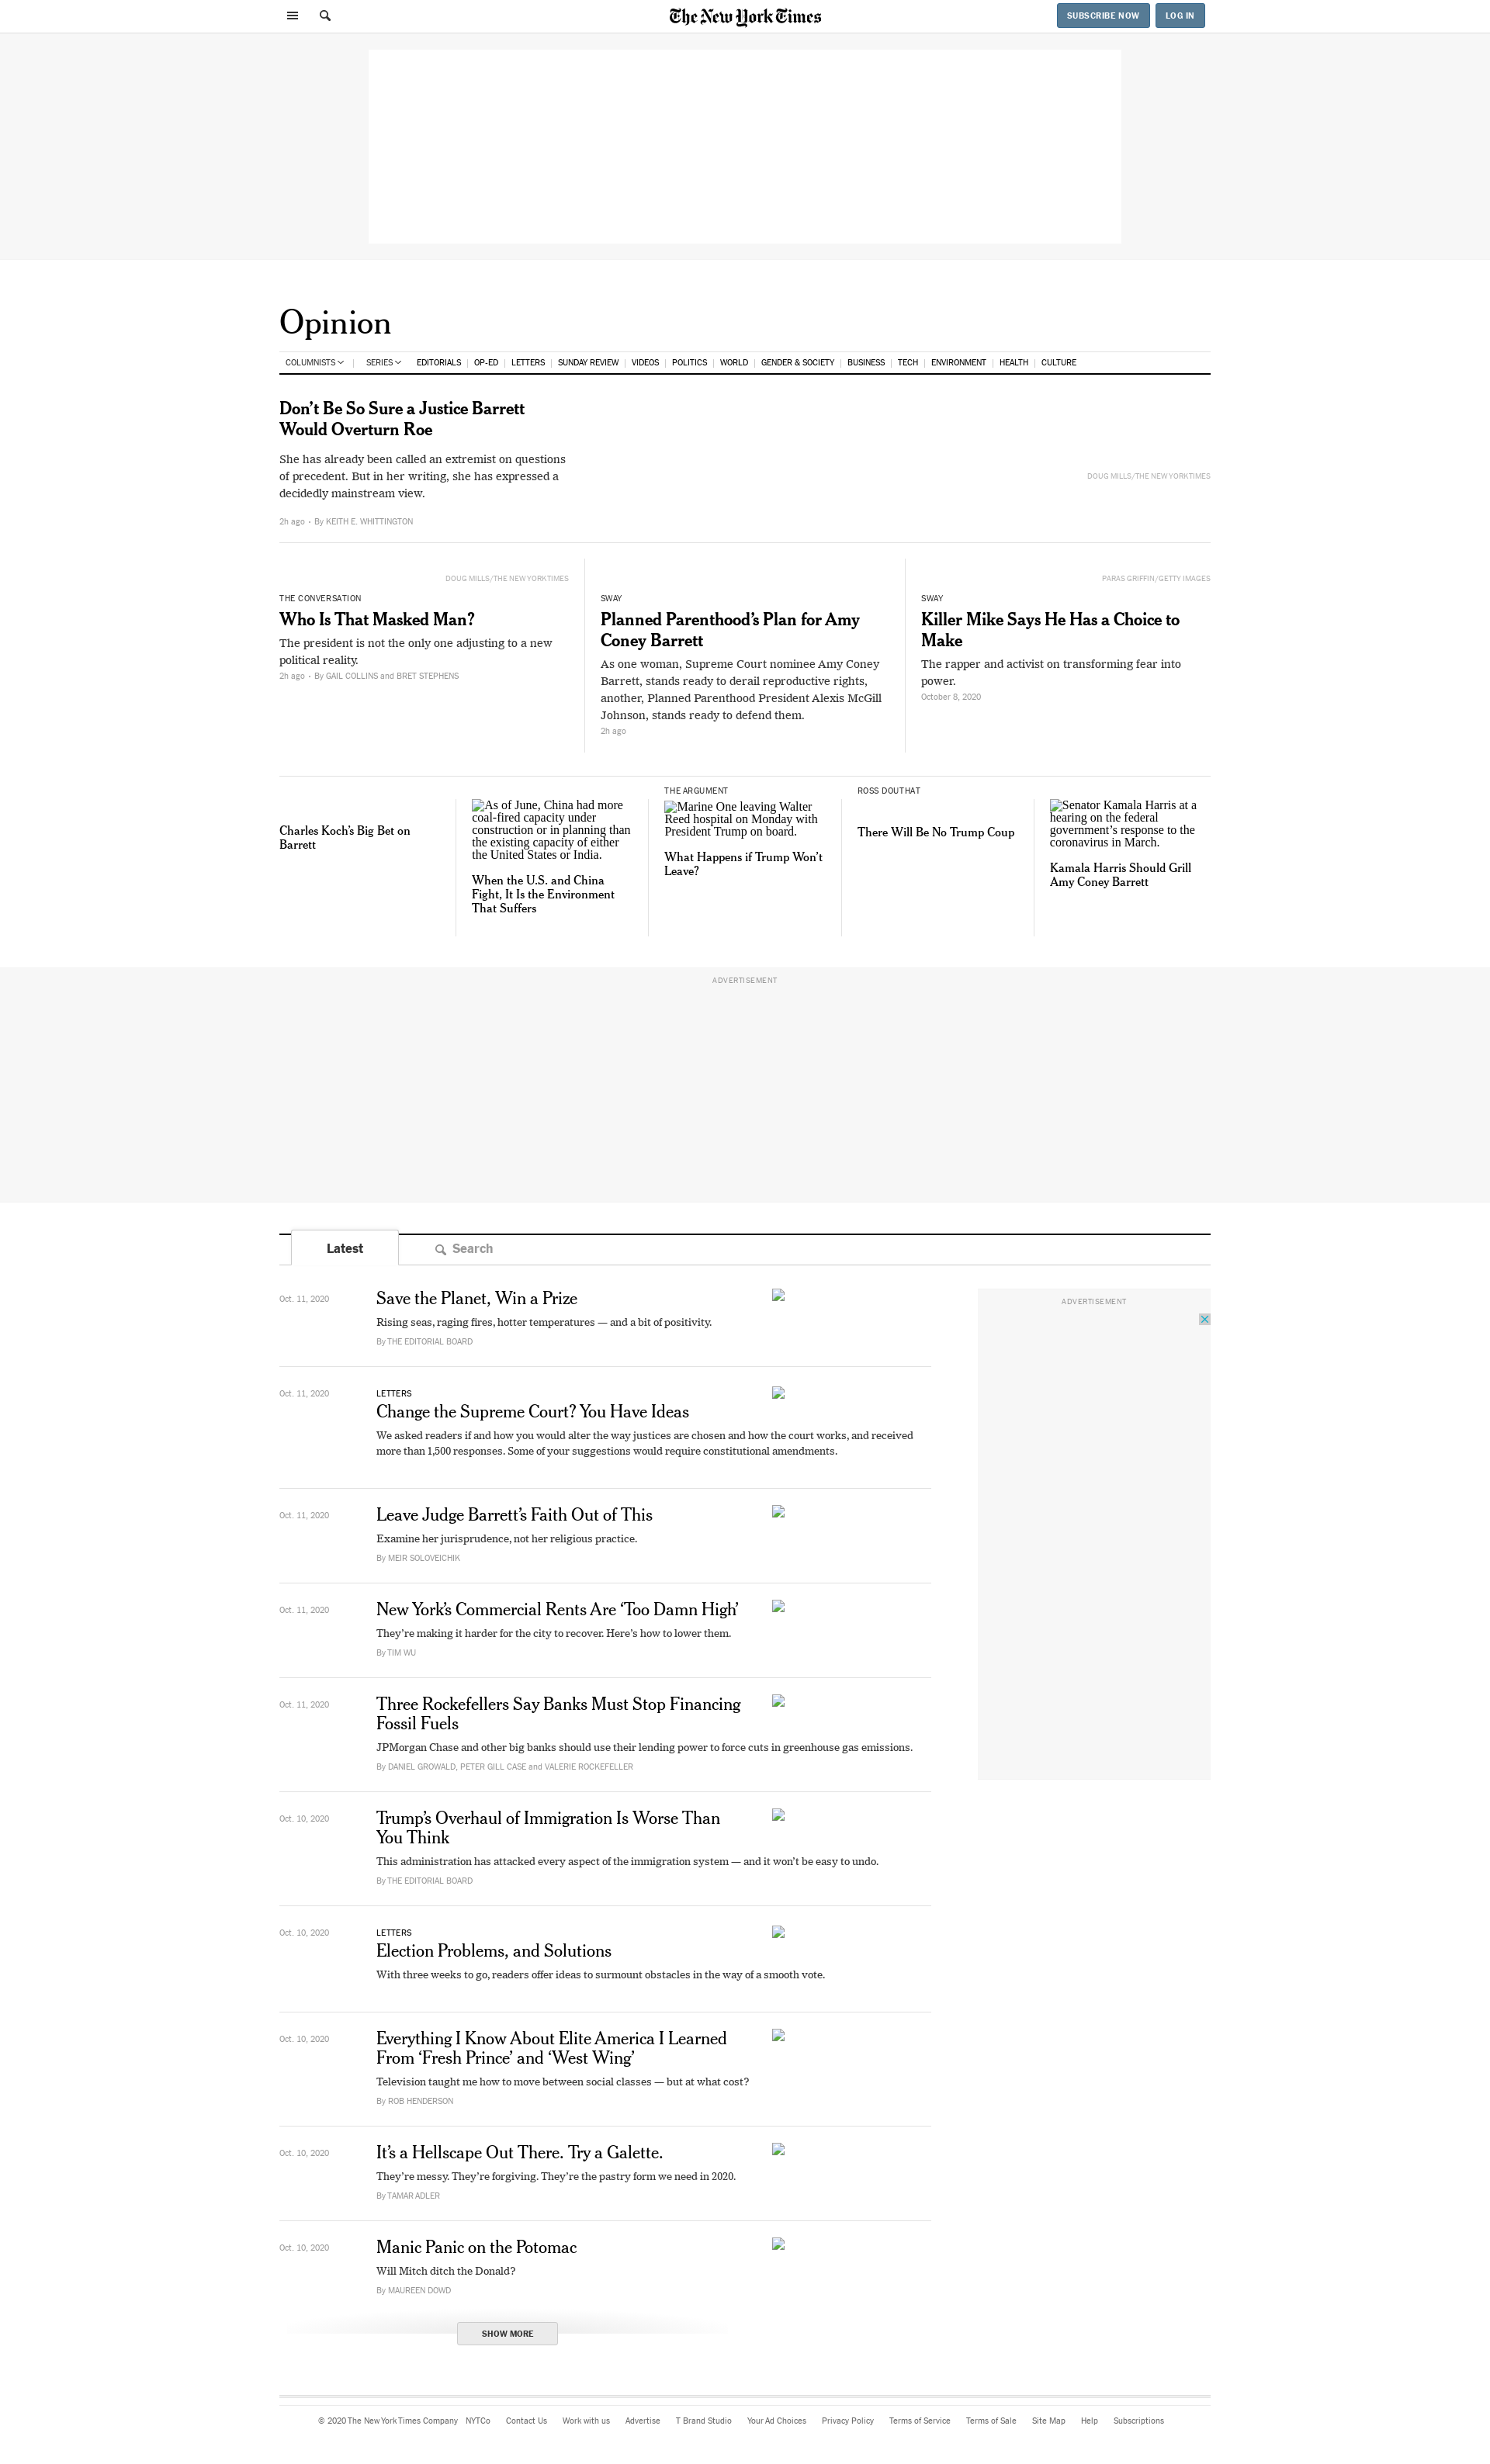 The New York Times
SUBSCRIBE NOW
LOG IN
Opinion
COLUMNISTS
SERIES
EDITORIALS
OP-ED
LETTERS
SUNDAY REVIEW
VIDEOS
POLITICS
WORLD
GENDER & SOCIETY
BUSINESS
TECH
ENVIRONMENT
HEALTH
CULTURE
Don’t Be So Sure a Justice Barrett
Would Overturn Roe
She has already been called an extremist on questions
of precedent. But in her writing, she has expressed a
decidedly mainstream view.
2h ago • By KEITH E. WHITTINGTON
DOUG MILLS/THE NEW YORK TIMES
DOUG MILLS/THE NEW YORK TIMES
THE CONVERSATION
Who Is That Masked Man?
The president is not the only one adjusting to a new
political reality.
2h ago • By GAIL COLLINS and BRET STEPHENS
SWAY
Planned Parenthood’s Plan for Amy
Coney Barrett
As one woman, Supreme Court nominee Amy Coney
Barrett, stands ready to derail reproductive rights,
another, Planned Parenthood President Alexis McGill
Johnson, stands ready to defend them.
2h ago
PARAS GRIFFIN/GETTY IMAGES
SWAY
Killer Mike Says He Has a Choice to
Make
The rapper and activist on transforming fear into
power.
October 8, 2020
Charles Koch’s Big Bet on
Barrett
As of June, China had more
coal-fired capacity under
construction or in planning than
the existing capacity of either
the United States or India.
When the U.S. and China
Fight, It Is the Environment
That Suffers
THE ARGUMENT
Marine One leaving Walter
Reed hospital on Monday with
President Trump on board.
What Happens if Trump Won’t
Leave?
ROSS DOUTHAT
There Will Be No Trump Coup
Senator Kamala Harris at a
hearing on the federal
government’s response to the
coronavirus in March.
Kamala Harris Should Grill
Amy Coney Barrett
ADVERTISEMENT
Latest
Search
Oct. 11, 2020
Save the Planet, Win a Prize
Rising seas, raging fires, hotter temperatures — and a bit of positivity.
By THE EDITORIAL BOARD
ADVERTISEMENT
Oct. 11, 2020
LETTERS
Change the Supreme Court? You Have Ideas
We asked readers if and how you would alter the way justices are chosen and how the court works, and received
more than 1,500 responses. Some of your suggestions would require constitutional amendments.
Oct. 11, 2020
Leave Judge Barrett’s Faith Out of This
Examine her jurisprudence, not her religious practice.
By MEIR SOLOVEICHIK
Oct. 11, 2020
New York’s Commercial Rents Are ‘Too Damn High’
They’re making it harder for the city to recover. Here’s how to lower them.
By TIM WU
Oct. 11, 2020
Three Rockefellers Say Banks Must Stop Financing
Fossil Fuels
JPMorgan Chase and other big banks should use their lending power to force cuts in greenhouse gas emissions.
By DANIEL GROWALD, PETER GILL CASE and VALERIE ROCKEFELLER
Oct. 10, 2020
Trump’s Overhaul of Immigration Is Worse Than
You Think
This administration has attacked every aspect of the immigration system — and it won’t be easy to undo.
By THE EDITORIAL BOARD
Oct. 10, 2020
LETTERS
Election Problems, and Solutions
With three weeks to go, readers offer ideas to surmount obstacles in the way of a smooth vote.
Oct. 10, 2020
Everything I Know About Elite America I Learned
From ‘Fresh Prince’ and ‘West Wing’
Television taught me how to move between social classes — but at what cost?
By ROB HENDERSON
Oct. 10, 2020
It’s a Hellscape Out There. Try a Galette.
They’re messy. They’re forgiving. They’re the pastry form we need in 2020.
By TAMAR ADLER
Oct. 10, 2020
Manic Panic on the Potomac
Will Mitch ditch the Donald?
By MAUREEN DOWD
SHOW MORE
© 2020 The New York Times Company
NYTCo
Contact Us
Work with us
Advertise
T Brand Studio
Your Ad Choices
Privacy Policy
Terms of Service
Terms of Sale
Site Map
Help
Subscriptions